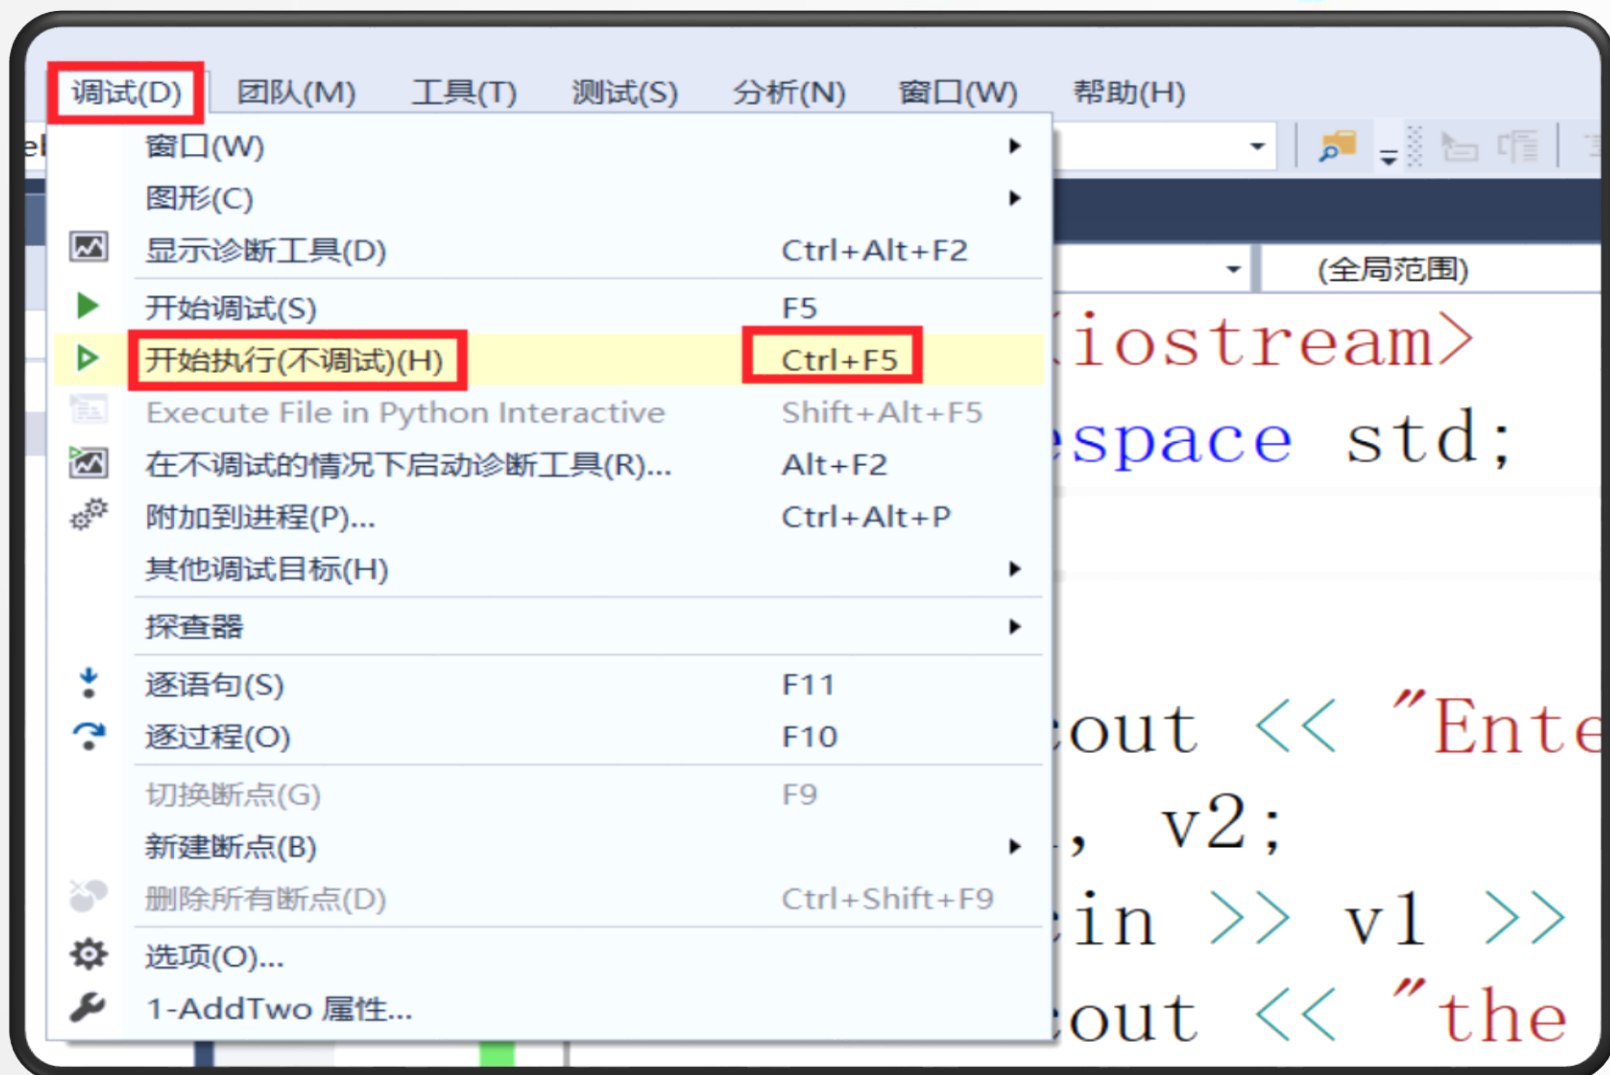 调试(D) 团队(M) 工具(T) 测试(S) 分析(N) 窗口(W) 帮助(H)
窗口(W)
图形(C)
显示诊断工具(D) Ctrl+Alt+F2
(全局范围)
开始调试(S) F5
iostream>
开始执行(不调试)(H) Ctrl+F5
Execute File in Python Interactive Shift+Alt+F5
space std;
在不调试的情况下启动诊断工具(R)... Alt+F2
附加到进程(P)... Ctrl+Alt+P
其他调试目标(H)
探查器
逐语句(S) F11
cout << "Ente
逐过程(O) F10
切换断点(G) F9
, v2;
新建断点(B)
删除所有断点(D) Ctrl+Shift+F9
cin >> v1 >>
选项(O)...
1-AddTwo 属性...
cout << "the